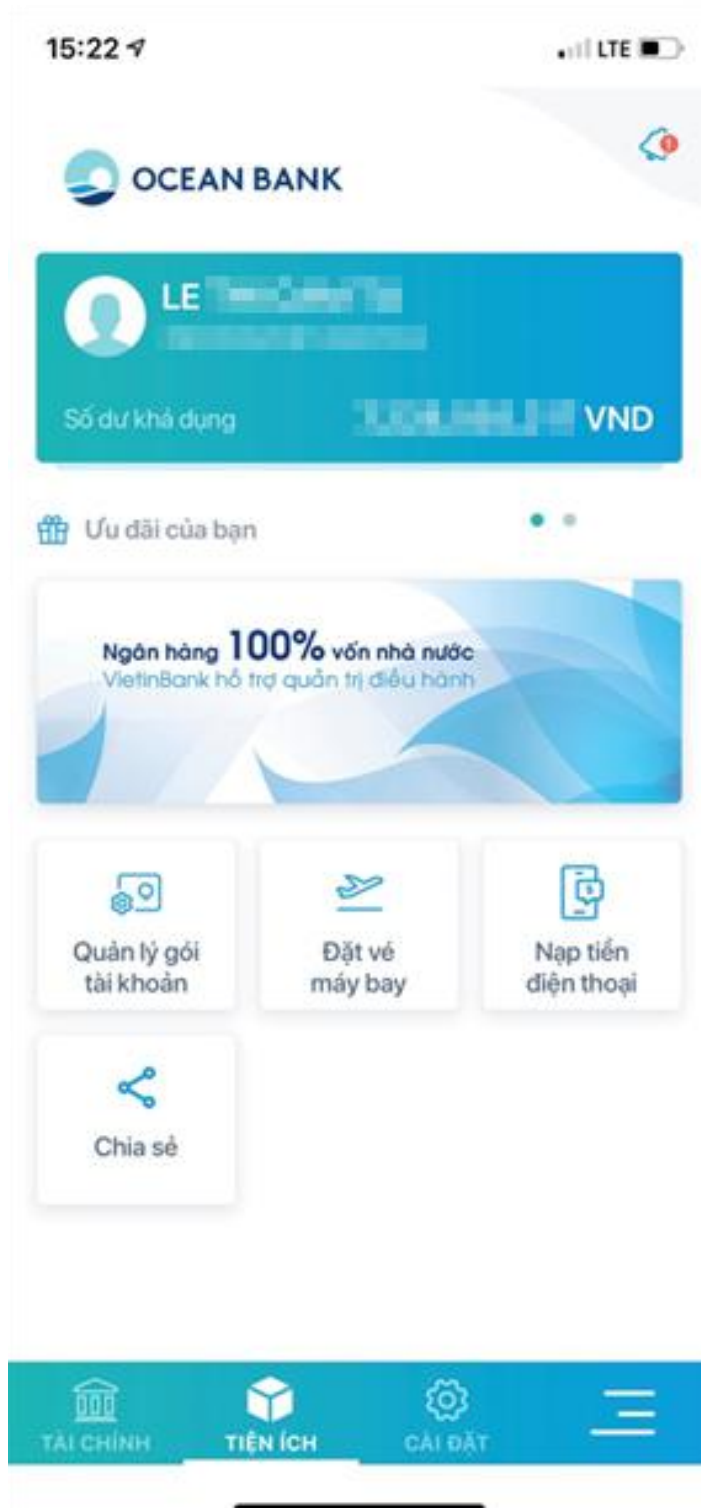 15:22
LTE
1
OCEAN BANK
LE
Số dư khả dụng
VND
Ưu đãi của bạn
Ngân hàng 100% vốn nhà nước
VietinBank hỗ trợ quản trị điều hành
Quản lý gói
tài khoản
Đặt vé
máy bay
Nạp tiền
điện thoại
Chia sẻ
TÀI CHÍNH
TIỆN ÍCH
CÀI ĐẶT